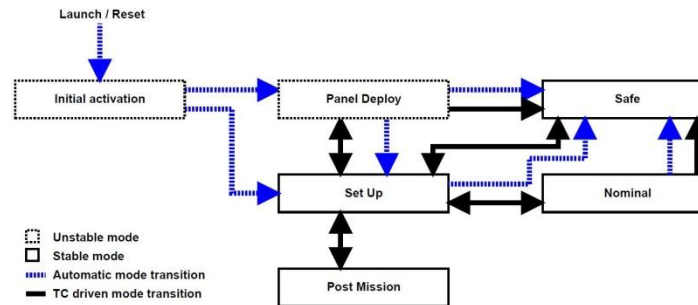 Launch / Reset
Initial activation
Panel Deploy
Safe
Set Up
Nominal
Post Mission
Unstable mode
Stable mode
Automatic mode transition
TC driven mode transition